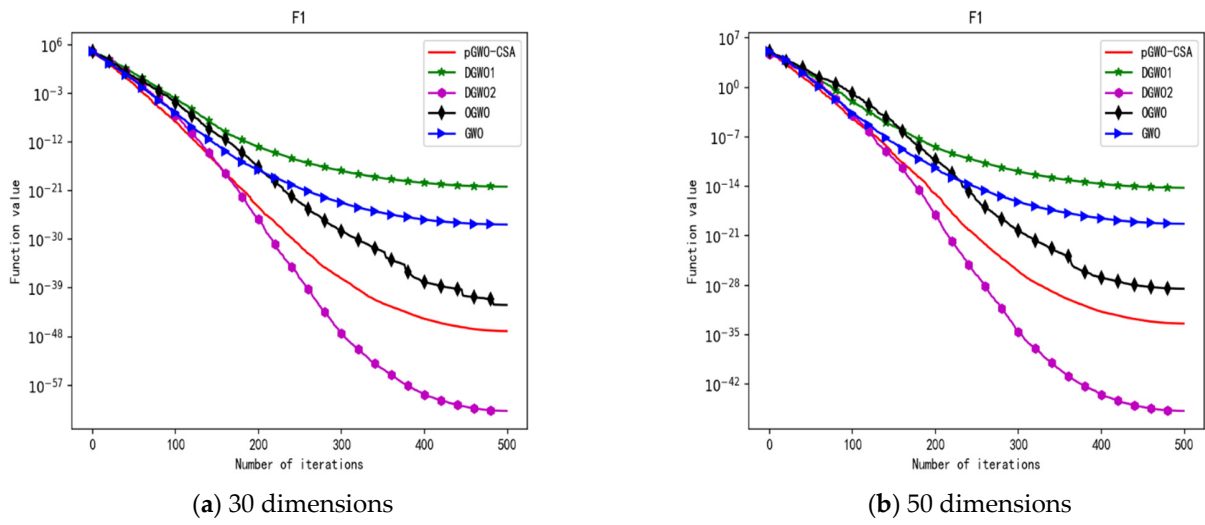 F1
10^6
10^-3
10^-12
10^-21
10^-30
10^-39
10^-48
10^-57
Function value
0 100 200 300 400 500
Number of iterations
pGWO-CSA
DGWO1
DGWO2
OGWO
GWO
(a) 30 dimensions
F1
10^7
10^0
10^-7
10^-14
10^-21
10^-28
10^-35
10^-42
Function value
0 100 200 300 400 500
Number of iterations
pGWO-CSA
DGWO1
DGWO2
OGWO
GWO
(b) 50 dimensions